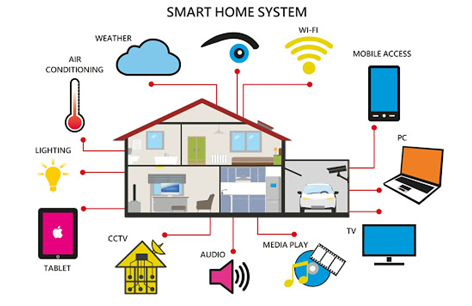 SMART HOME SYSTEM
WEATHER
WI-FI
AIR
CONDITIONING
MOBILE ACCESS
LIGHTING
PC
TABLET
CCTV
AUDIO
MEDIA PLAY
TV